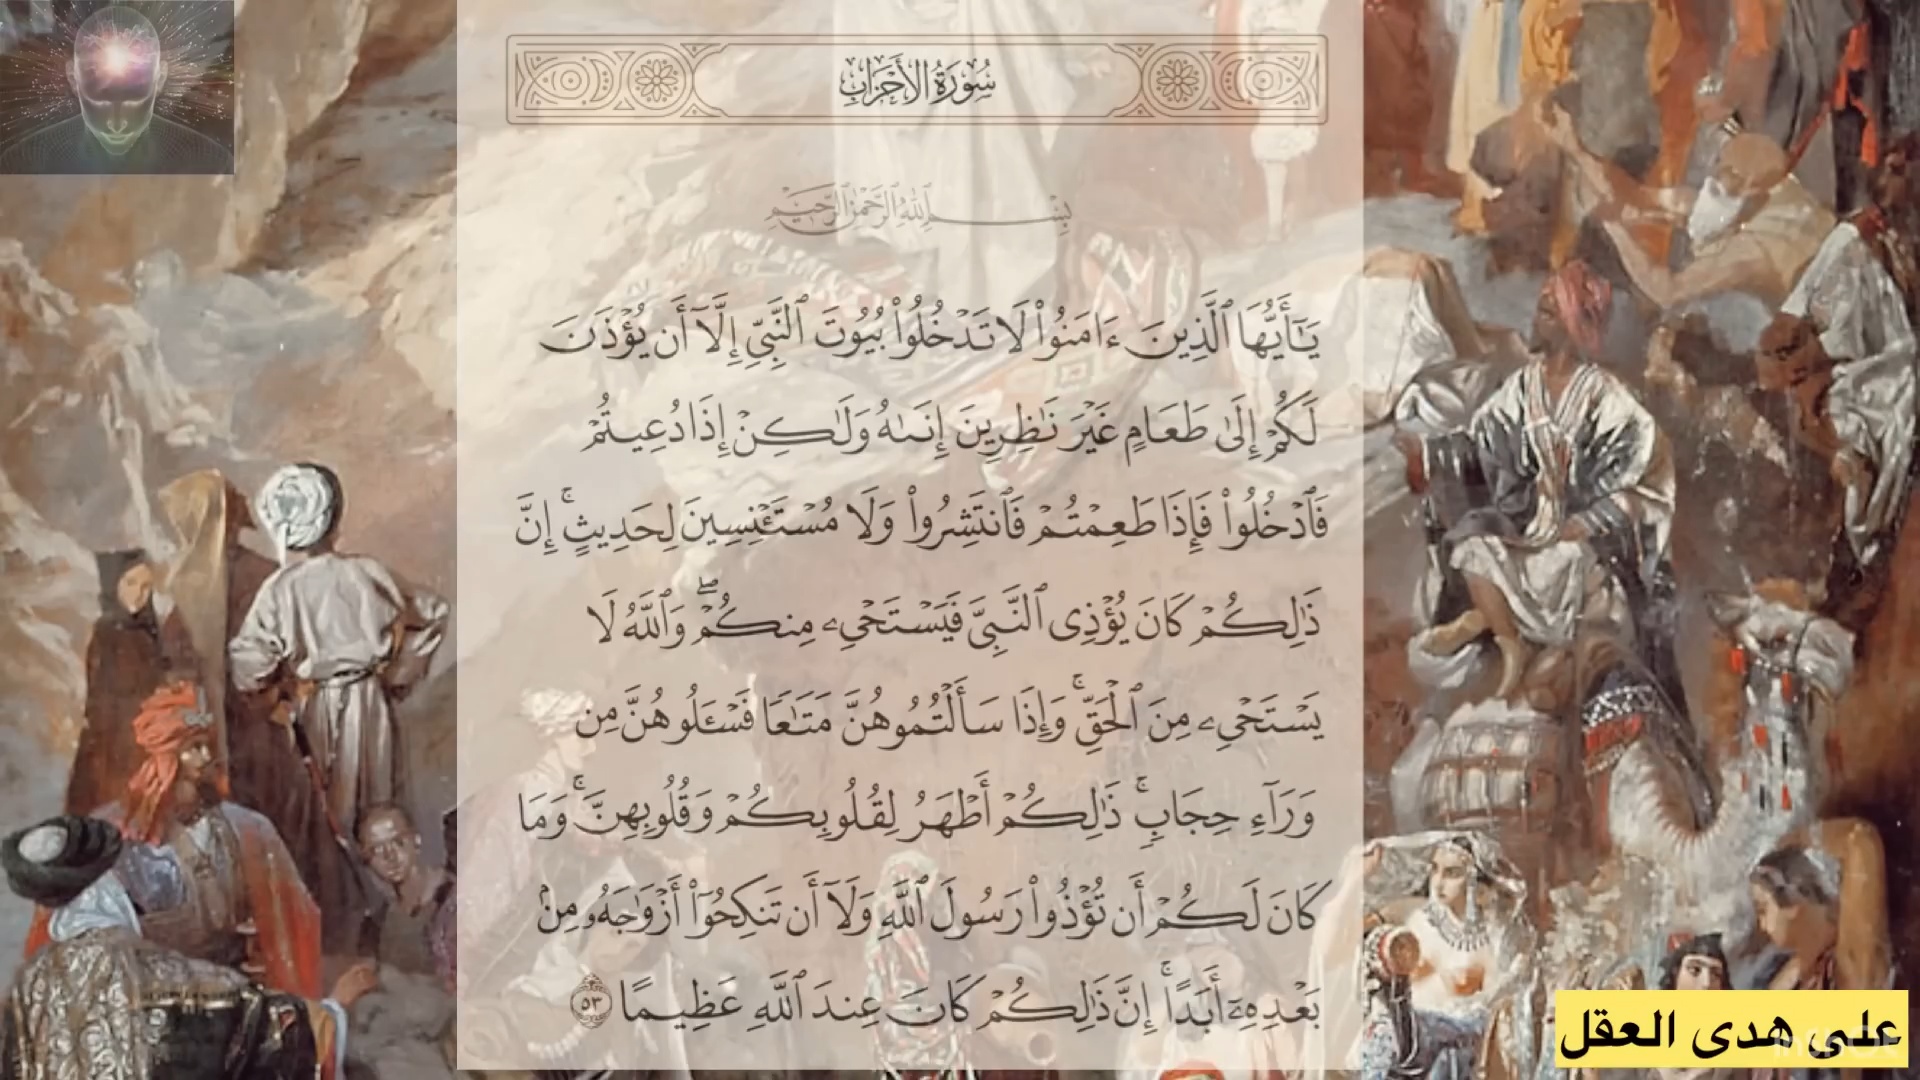 سُورَةُ الأَحْزَابِ
بِسْمِ ٱللَّهِ ٱلرَّحْمَٰنِ ٱلرَّحِيمِ
يَـٰٓأَيُّهَا ٱلَّذِينَ ءَامَنُوا۟ لَا تَدْخُلُوا۟ بُيُوتَ ٱلنَّبِىِّ إِلَّآ أَن يُؤْذَنَ
لَكُمْ إِلَىٰ طَعَامٍ غَيْرَ نَـٰظِرِينَ إِنَىٰهُ وَلَـٰكِنْ إِذَا دُعِيتُمْ
فَٱدْخُلُوا۟ فَإِذَا طَعِمْتُمْ فَٱنتَشِرُوا۟ وَلَا مُسْتَـْٔنِسِينَ لِحَدِيثٍ ۚ إِنَّ
ذَٰلِكُمْ كَانَ يُؤْذِى ٱلنَّبِىَّ فَيَسْتَحْىِۦ مِنكُمْ ۖ وَٱللَّهُ لَا
يَسْتَحْىِۦ مِنَ ٱلْحَقِّ ۚ وَإِذَا سَأَلْتُمُوهُنَّ مَتَـٰعًا فَسْـَٔلُوهُنَّ مِن
وَرَآءِ حِجَابٍ ۚ ذَٰلِكُمْ أَطْهَرُ لِقُلُوبِكُمْ وَقُلُوبِهِنَّ ۚ وَمَا
كَانَ لَكُمْ أَن تُؤْذُوا۟ رَسُولَ ٱللَّهِ وَلَآ أَن تَنكِحُوٓا۟ أَزْوَٰجَهُۥ مِنۢ
بَعْدِهِۦٓ أَبَدًا ۚ إِنَّ ذَٰلِكُمْ كَانَ عِندَ ٱللَّهِ عَظِيمًا ٥٣
على هدى العقل